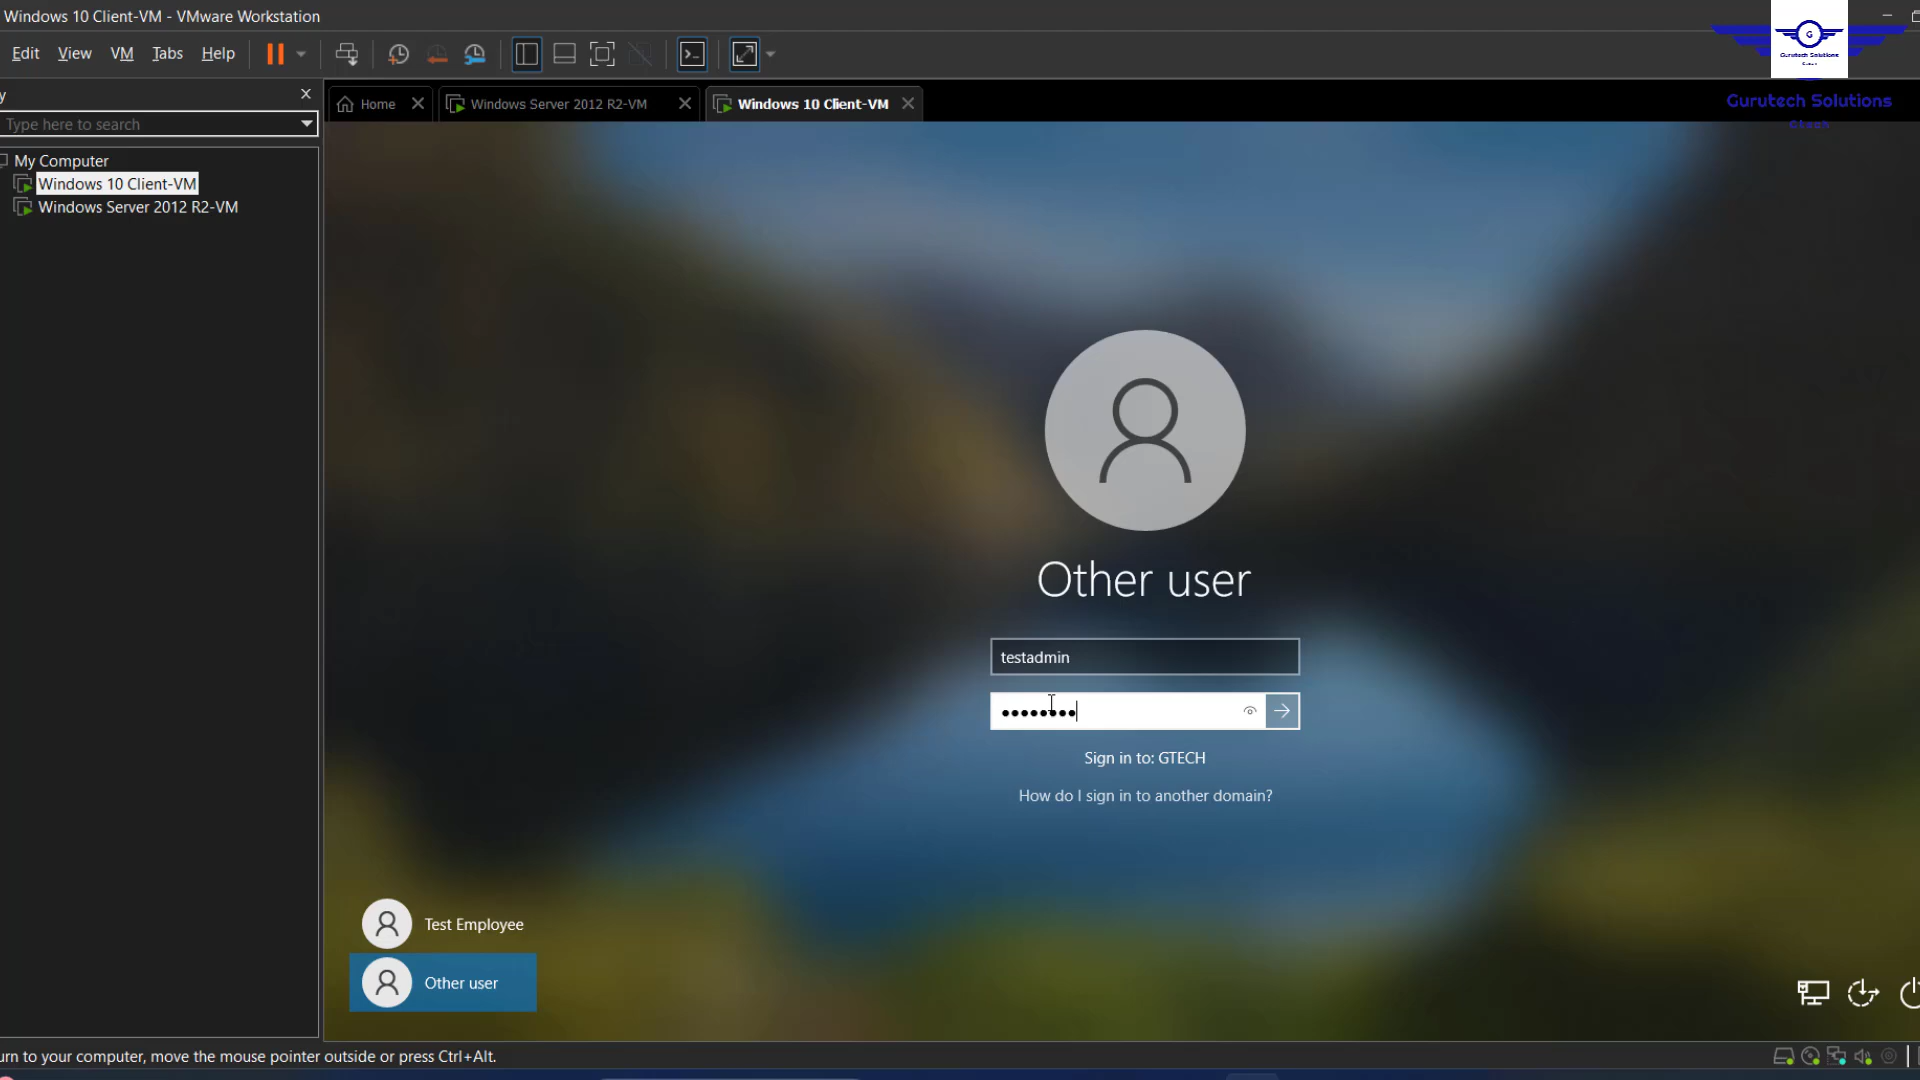 Windows 10 Client-VM - VMware Workstation
Edit View VM Tabs Help
G
Gurutech Solutions
Gurutech Solutions
y
Type here to search
Home
Windows Server 2012 R2-VM
Windows 10 Client-VM
My Computer
Windows 10 Client-VM
Windows Server 2012 R2-VM
Other user
testadmin
Sign in to: GTECH
How do I sign in to another domain?
Test Employee
Other user
urn to your computer, move the mouse pointer outside or press Ctrl+Alt.